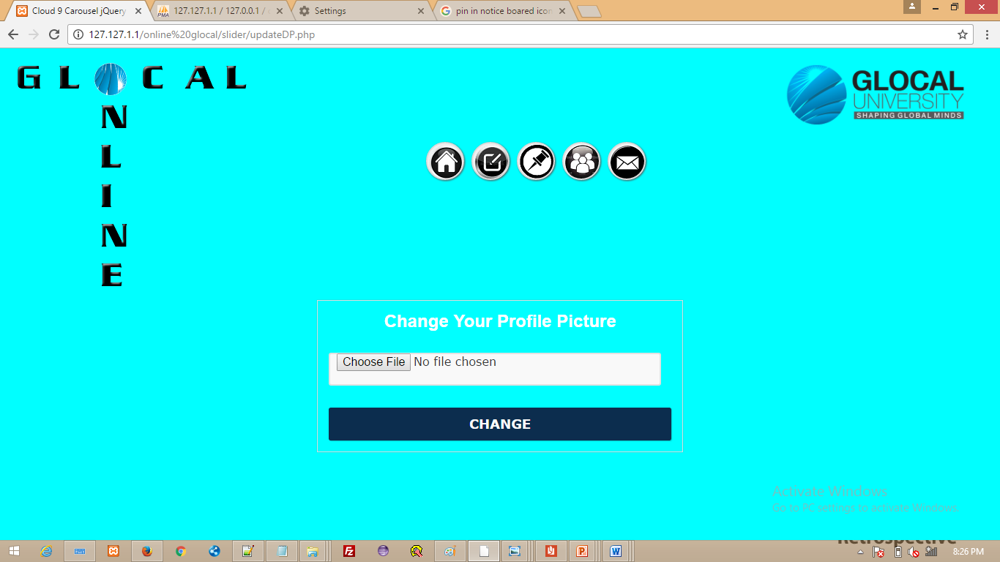 Cloud 9 Carousel jQuery
127.127.1.1 / 127.0.0.1 /
Settings
pin in notice boared icon
127.127.1.1/online%20glocal/slider/updateDP.php
GL CAL
N
L
I
N
E
GLOCAL
UNIVERSITY
SHAPING GLOBAL MINDS
Change Your Profile Picture
Choose File No file chosen
CHANGE
Activate Windows
Go to PC settings to activate Windows.
Retrospective
8:26 PM